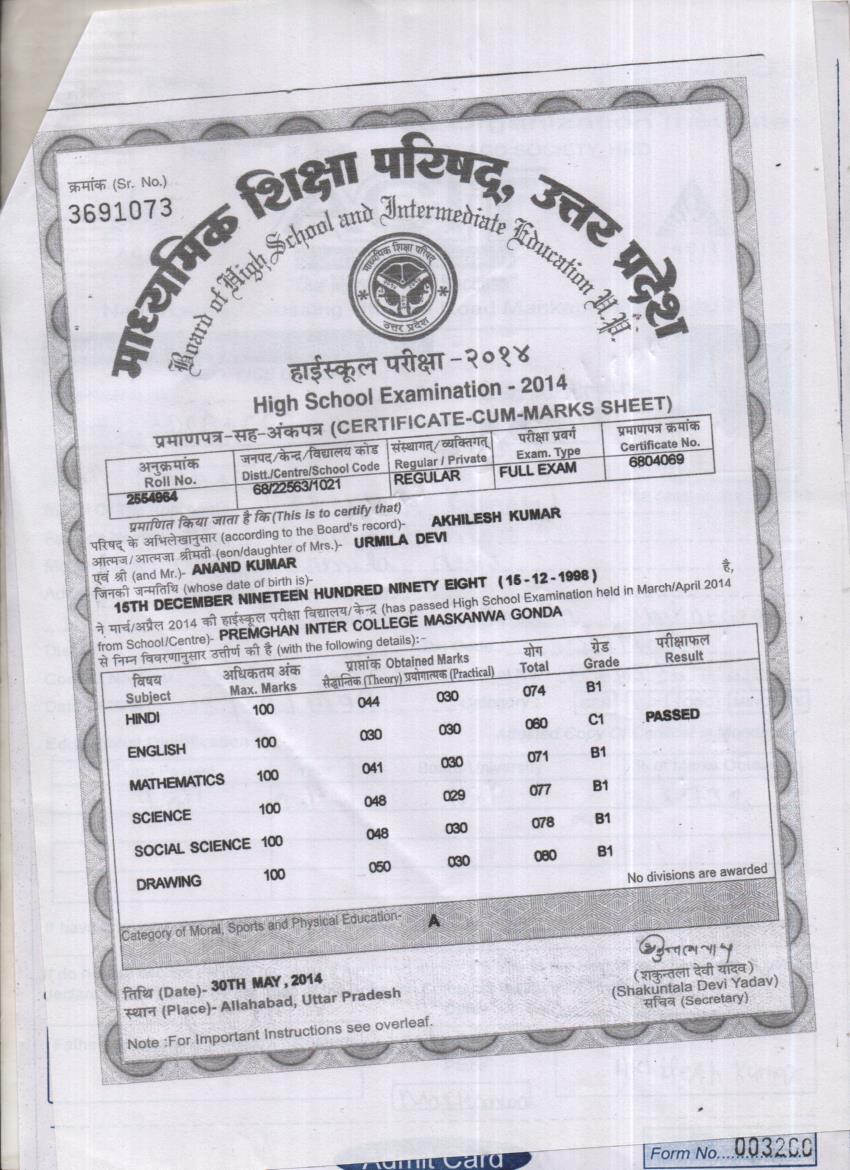 क्रमांक (Sr. No.)
3691073
माध्यमिक शिक्षा परिषद्, उत्तर प्रदेश
Board of High School and Intermediate Education U.P.
माध्यमिक शिक्षा परिषद्
उत्तर प्रदेश
हाईस्कूल परीक्षा -२०१४
High School Examination - 2014
प्रमाणपत्र-सह-अंकपत्र (CERTIFICATE-CUM-MARKS SHEET)
अनुक्रमांक जनपद/केन्द्र/विद्यालय कोड संस्थागत/व्यक्तिगत् परीक्षा प्रवर्ग प्रमाणपत्र क्रमांक
Roll No. Distt./Centre/School Code Regular / Private Exam. Type Certificate No.
2554964 68/22563/1021 REGULAR FULL EXAM 6804069
प्रमाणित किया जाता है कि (This is to certify that)
परिषद् के अभिलेखानुसार (according to the Board's record)- AKHILESH KUMAR
आत्मज/आत्मजा श्रीमती (son/daughter of Mrs.)- URMILA DEVI
एवं श्री (and Mr.)- ANAND KUMAR
जिनकी जन्मतिथि (whose date of birth is)- है,
15TH DECEMBER NINETEEN HUNDRED NINETY EIGHT (15-12-1998)
ने मार्च/अप्रैल 2014 की हाईस्कूल परीक्षा विद्यालय/केन्द्र (has passed High School Examination held in March/April 2014
from School/Centre)- PREMGHAN INTER COLLEGE MASKANWA GONDA
से निम्न विवरणानुसार उत्तीर्ण की है (with the following details):-
विषय अधिकतम अंक प्राप्तांक Obtained Marks योग ग्रेड परीक्षाफल
Subject Max. Marks सैद्धान्तिक (Theory) प्रयोगात्मक (Practical) Total Grade Result
HINDI 100 044 030 074 B1
ENGLISH 100 030 030 060 C1 PASSED
MATHEMATICS 100 041 030 071 B1
SCIENCE 100 048 029 077 B1
SOCIAL SCIENCE 100 048 030 078 B1
DRAWING 100 050 030 080 B1
No divisions are awarded
Category of Moral, Sports and Physical Education- A
तिथि (Date)- 30TH MAY, 2014
स्थान (Place)- Allahabad, Uttar Pradesh
(शकुन्तला देवी यादव)
(Shakuntala Devi Yadav)
सचिव (Secretary)
Note :For Important Instructions see overleaf.
Admit Card
Form No.